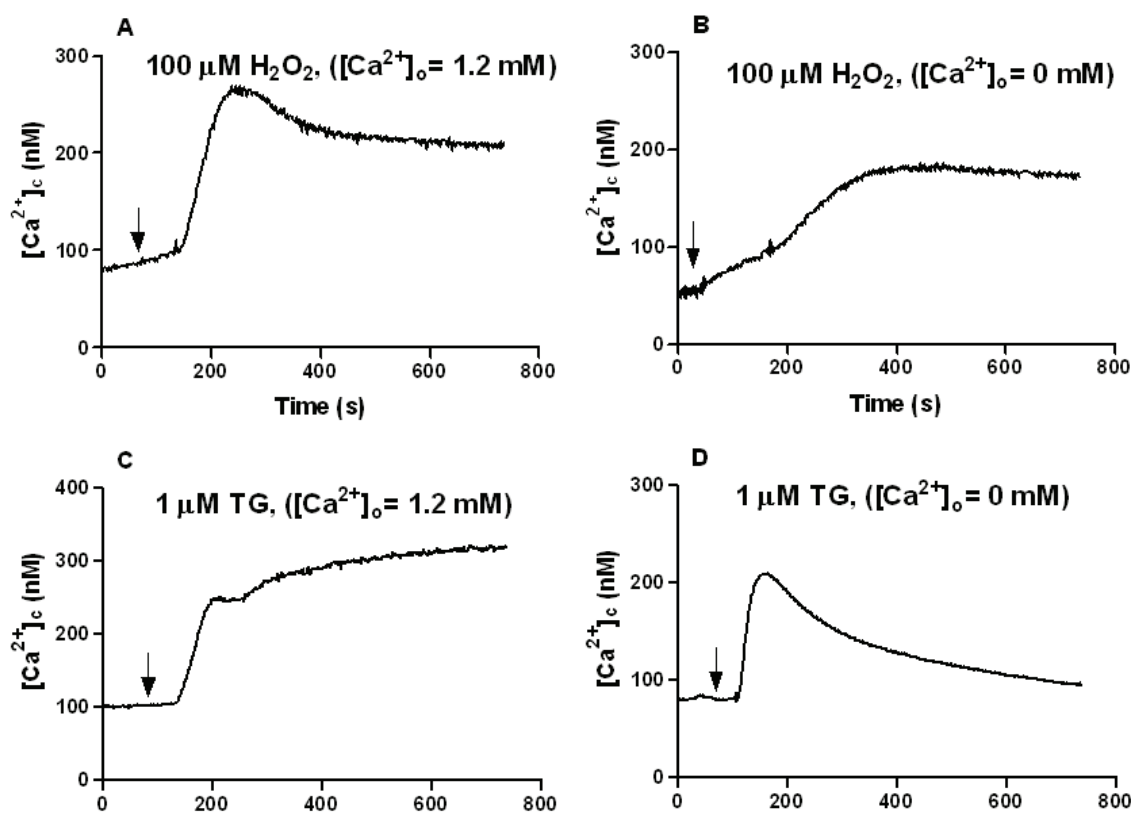 A
100 μM H₂O₂, ([Ca²⁺]ₒ = 1.2 mM)
[Ca²⁺]c (nM)
300
200
100
0
0 200 400 600 800
Time (s)
B
100 μM H₂O₂, ([Ca²⁺]ₒ = 0 mM)
[Ca²⁺]c (nM)
300
200
100
0
0 200 400 600 800
Time (s)
C
1 μM TG, ([Ca²⁺]ₒ = 1.2 mM)
[Ca²⁺]c (nM)
400
300
200
100
0
0 200 400 600 800
D
1 μM TG, ([Ca²⁺]ₒ = 0 mM)
[Ca²⁺]c (nM)
300
200
100
0
0 200 400 600 800